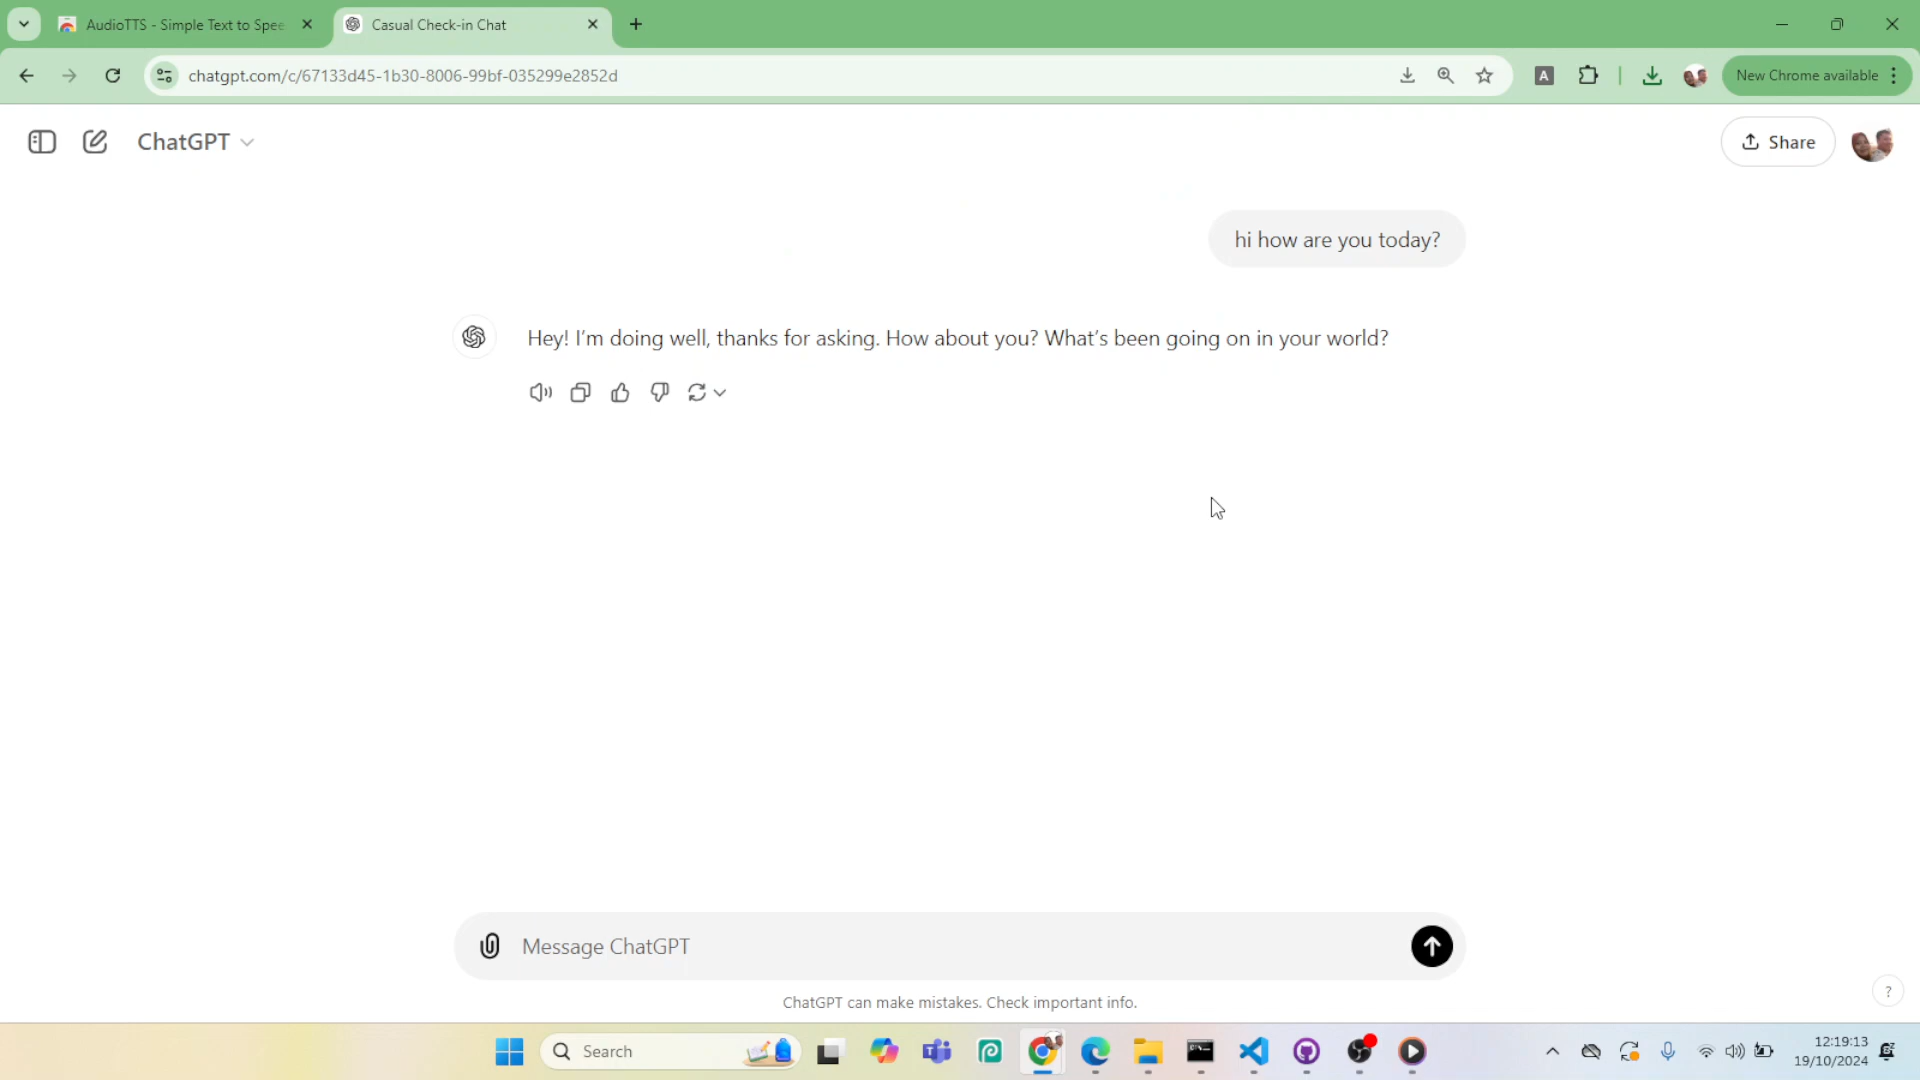 AudioTTS - Simple Text to Spee
Casual Check-in Chat
chatgpt.com/c/67133d45-1b30-8006-99bf-035299e2852d
A
New Chrome available
ChatGPT
Share
hi how are you today?
Hey! I'm doing well, thanks for asking. How about you? What's been going on in your world?
Message ChatGPT
ChatGPT can make mistakes. Check important info.
?
Search
12:19:13
19/10/2024